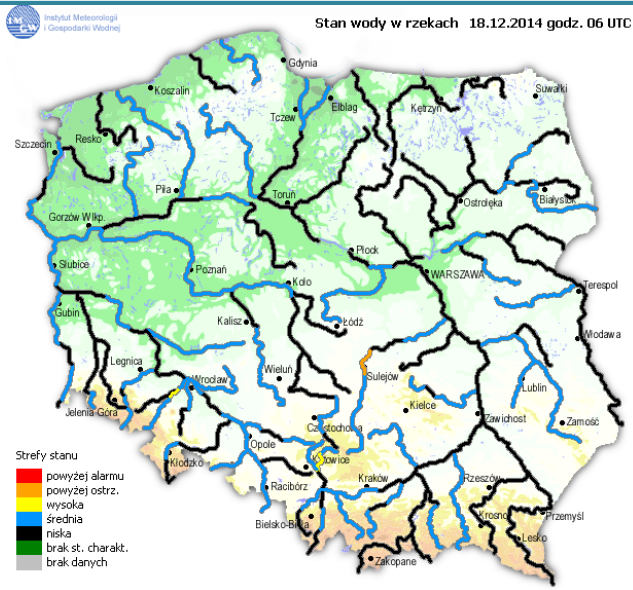 Instytut Meteorologii
i Gospodarki Wodnej
IMGW
Stan wody w rzekach 18.12.2014 godz. 06 UTC
Gdynia
Koszalin
Suwałki
Elbląg
Kętrzyn
Tczew
Resko
Szczecin
Piła
Toruń
Ostrołęka
Białystok
Gorzów Wlkp.
Płock
Słubice
Poznań
WARSZAWA
Koło
Terespol
Gubin
Kalisz
Łódź
Włodawa
Legnica
Wieluń
Sulejów
Wrocław
Lublin
Jelenia Góra
Kielce
Zawichost
Zamość
Częstochowa
Opole
Strefy stanu
Kłodzko
Katowice
powyżej alarmu
Kraków
Rzeszów
powyżej ostrz.
Racibórz
wysoka
Przemyśl
średnia
Bielsko-Biała
Krosno
niska
Lesko
brak st. charakt.
Zakopane
brak danych